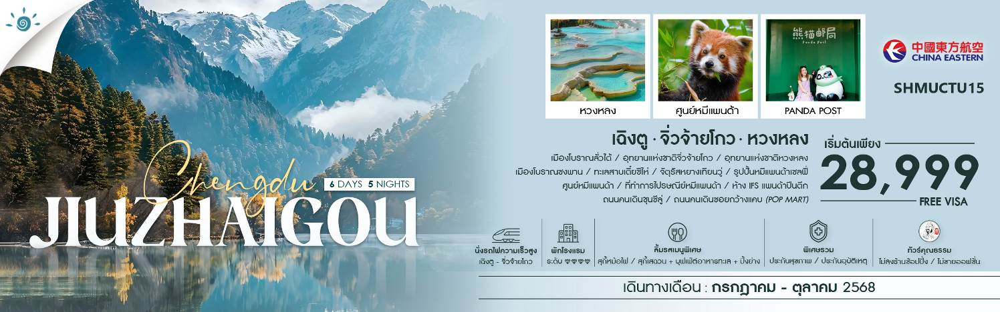 Chengdu
6 DAYS 5 NIGHTS
JIUZHAIGOU
หวงหลง
ศูนย์หมีแพนด้า
熊猫邮局
Panda Post
PANDA POST
中國東方航空
CHINA EASTERN
SHMUCTU15
เฉิงตู · จิ่วจ้ายโกว · หวงหลง
เมืองโบราณลั่วไต้ / อุทยานแห่งชาติจิ่วจ้ายโกว / อุทยานแห่งชาติหวงหลง
เมืองโบราณซงพาน / ทะเลสาบเตี๋ยซีไห่ / จัตุรัสหยางเทียนวู่ / รูปปั้นหมีแพนด้าเซลฟี่
ศูนย์หมีแพนด้า / ที่ทำการไปรษณีย์หมีแพนด้า / ห้าง IFS แพนด้าปีนตึก
ถนนคนเดินชุนซีลู่ / ถนนคนเดินซอยกว้างแคบ (POP MART)
เริ่มต้นเพียง
28,999
FREE VISA
นั่งรถไฟความเร็วสูง
เฉิงตู - จิ่วจ้ายโกว
พักโรงแรม
ระดับ
ลิ้มรสเมนูพิเศษ
สุกี้หม้อไฟ / สุกี้เสฉวน + บุฟเฟ่ต์อาหารทะเล + ปิ้งย่าง
พิเศษรวม
ประกันสุขภาพ / ประกันอุบัติเหตุ
ทัวร์คุณธรรม
ไม่ลงร้านช้อปปิ้ง / ไม่ขายออฟชั่น
เดินทางเดือน : กรกฎาคม - ตุลาคม 2568